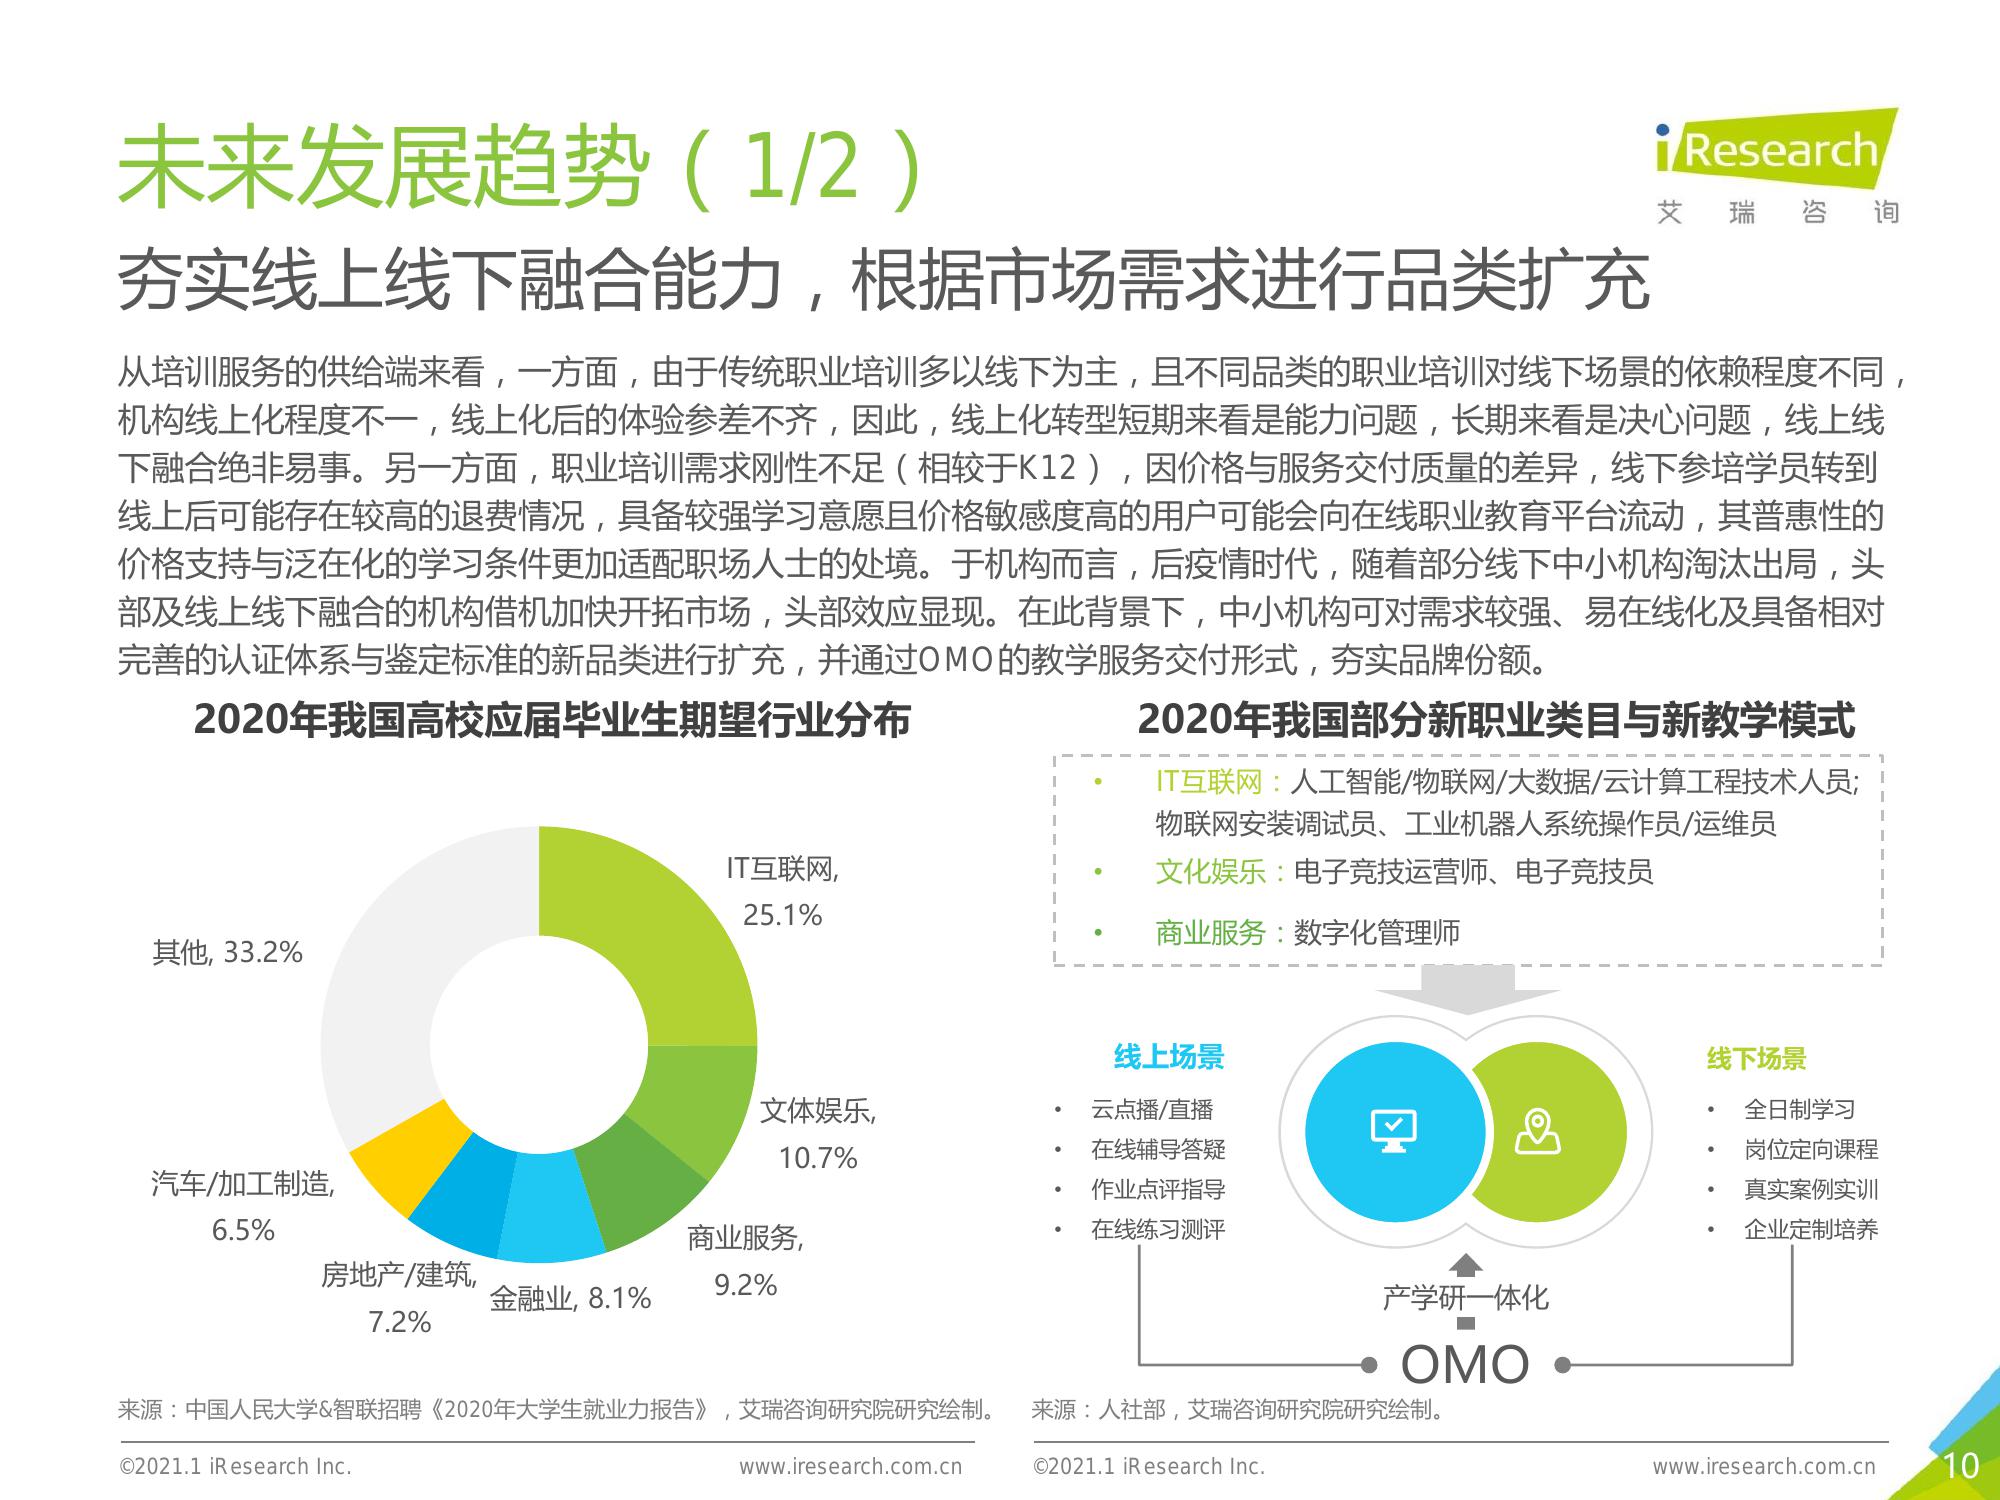 未来发展趋势（1/2）
iResearch
艾瑞咨询
夯实线上线下融合能力，根据市场需求进行品类扩充
从培训服务的供给端来看，一方面，由于传统职业培训多以线下为主，且不同品类的职业培训对线下场景的依赖程度不同，
机构线上化程度不一，线上化后的体验参差不齐，因此，线上化转型短期来看是能力问题，长期来看是决心问题，线上线
下融合绝非易事。另一方面，职业培训需求刚性不足（相较于K12），因价格与服务交付质量的差异，线下参培学员转到
线上后可能存在较高的退费情况，具备较强学习意愿且价格敏感度高的用户可能会向在线职业教育平台流动，其普惠性的
价格支持与泛在化的学习条件更加适配职场人士的处境。于机构而言，后疫情时代，随着部分线下中小机构淘汰出局，头
部及线上线下融合的机构借机加快开拓市场，头部效应显现。在此背景下，中小机构可对需求较强、易在线化及具备相对
完善的认证体系与鉴定标准的新品类进行扩充，并通过OMO的教学服务交付形式，夯实品牌份额。
2020年我国高校应届毕业生期望行业分布
IT互联网,
25.1%
其他, 33.2%
文体娱乐,
10.7%
汽车/加工制造,
6.5%
商业服务,
9.2%
房地产/建筑,
7.2%
金融业, 8.1%
来源：中国人民大学&智联招聘《2020年大学生就业力报告》，艾瑞咨询研究院研究绘制。
©2021.1 iResearch Inc.
www.iresearch.com.cn
2020年我国部分新职业类目与新教学模式
• IT互联网：人工智能/物联网/大数据/云计算工程技术人员;
物联网安装调试员、工业机器人系统操作员/运维员
• 文化娱乐：电子竞技运营师、电子竞技员
• 商业服务：数字化管理师
线上场景
• 云点播/直播
• 在线辅导答疑
• 作业点评指导
• 在线练习测评
线下场景
• 全日制学习
• 岗位定向课程
• 真实案例实训
• 企业定制培养
产学研一体化
OMO
来源：人社部，艾瑞咨询研究院研究绘制。
©2021.1 iResearch Inc.
www.iresearch.com.cn
10